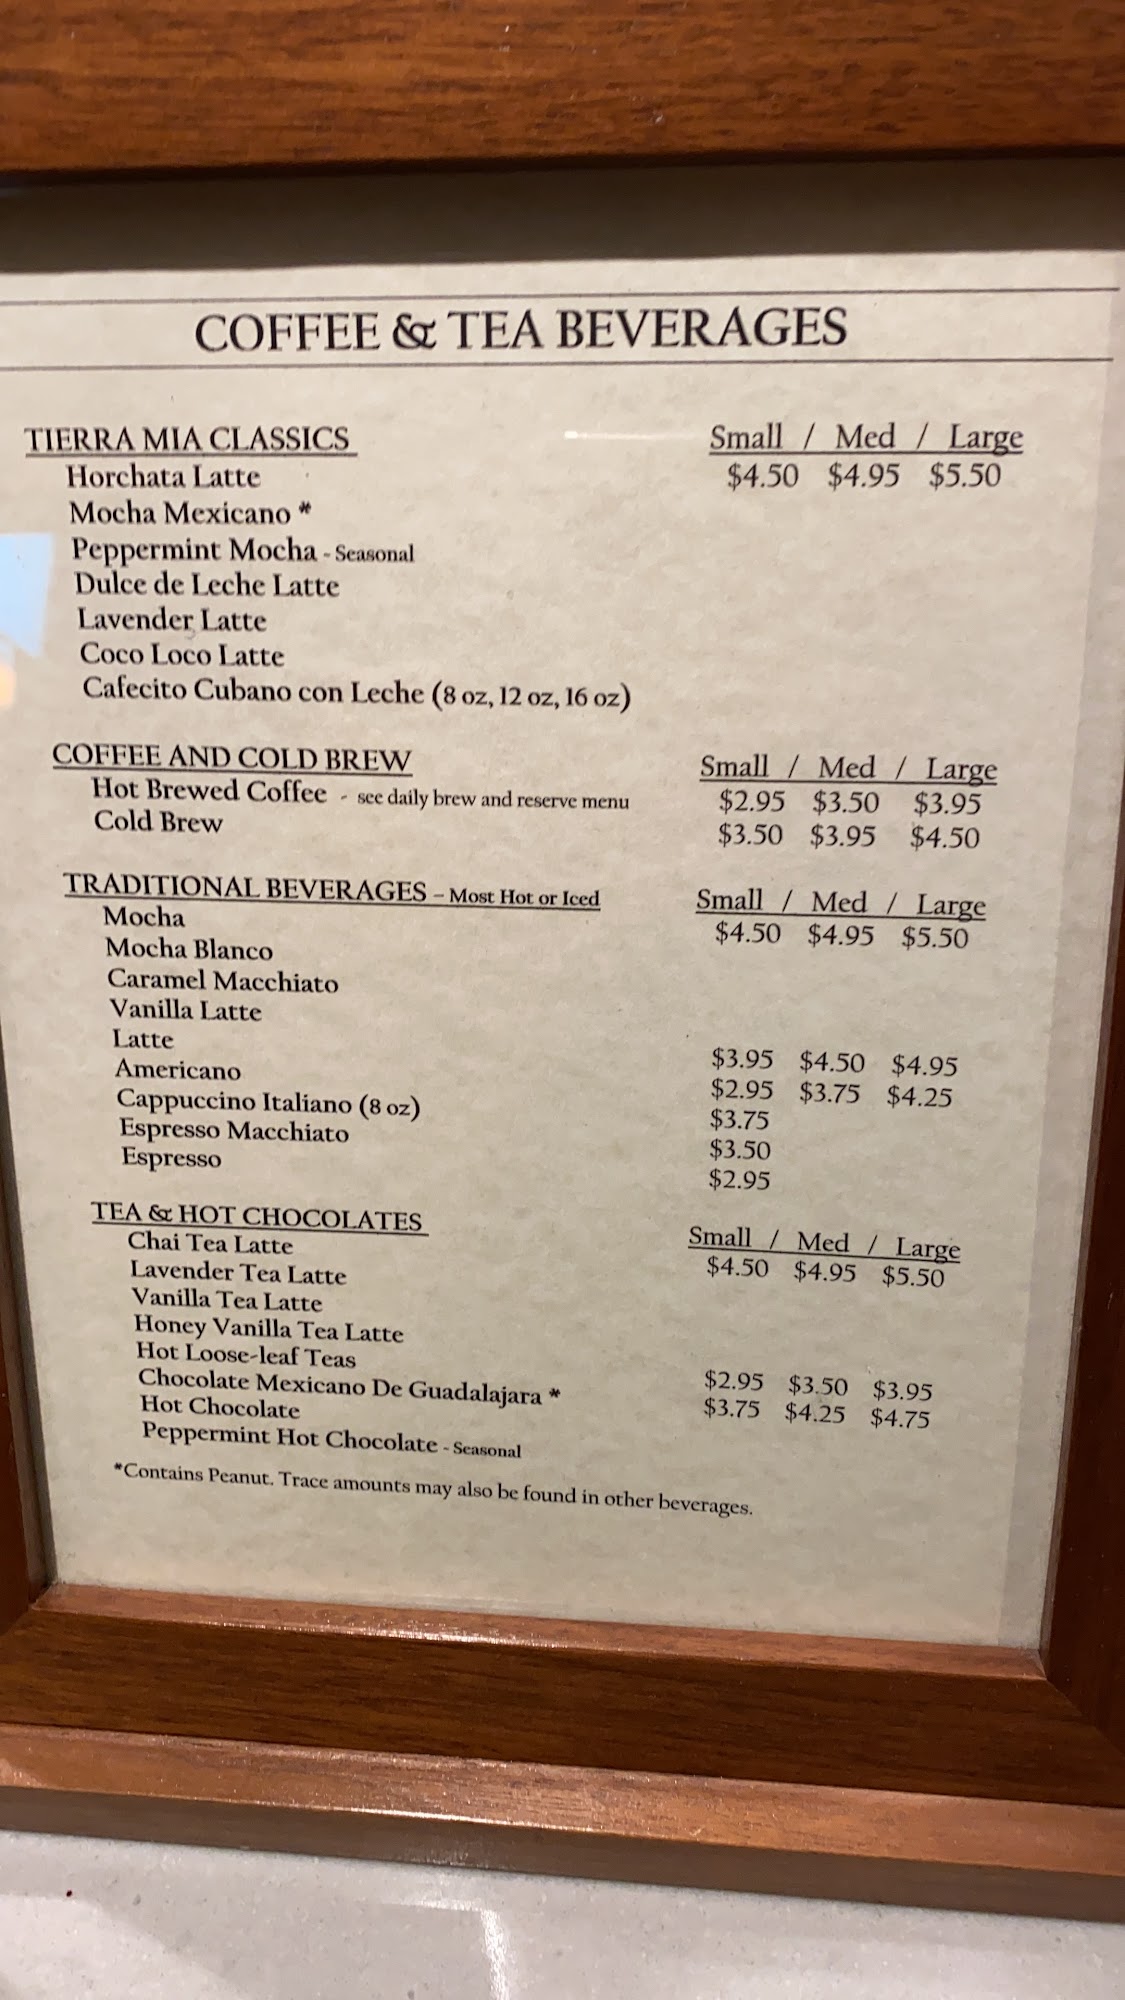 COFFEE & TEA BEVERAGES
TIERRA MIA CLASSICS Small / Med / Large
Horchata Latte $4.50 $4.95 $5.50
Mocha Mexicano *
Peppermint Mocha - Seasonal
Dulce de Leche Latte
Lavender Latte
Coco Loco Latte
Cafecito Cubano con Leche (8 oz, 12 oz, 16 oz)
COFFEE AND COLD BREW Small / Med / Large
Hot Brewed Coffee - see daily brew and reserve menu $2.95 $3.50 $3.95
Cold Brew $3.50 $3.95 $4.50
TRADITIONAL BEVERAGES – Most Hot or Iced Small / Med / Large
Mocha $4.50 $4.95 $5.50
Mocha Blanco
Caramel Macchiato
Vanilla Latte
Latte $3.95 $4.50 $4.95
Americano $2.95 $3.75 $4.25
Cappuccino Italiano (8 oz) $3.75
Espresso Macchiato $3.50
Espresso $2.95
TEA & HOT CHOCOLATES Small / Med / Large
Chai Tea Latte $4.50 $4.95 $5.50
Lavender Tea Latte
Vanilla Tea Latte
Honey Vanilla Tea Latte
Hot Loose-leaf Teas $2.95 $3.50 $3.95
Chocolate Mexicano De Guadalajara * $3.75 $4.25 $4.75
Hot Chocolate
Peppermint Hot Chocolate - Seasonal
*Contains Peanut. Trace amounts may also be found in other beverages.